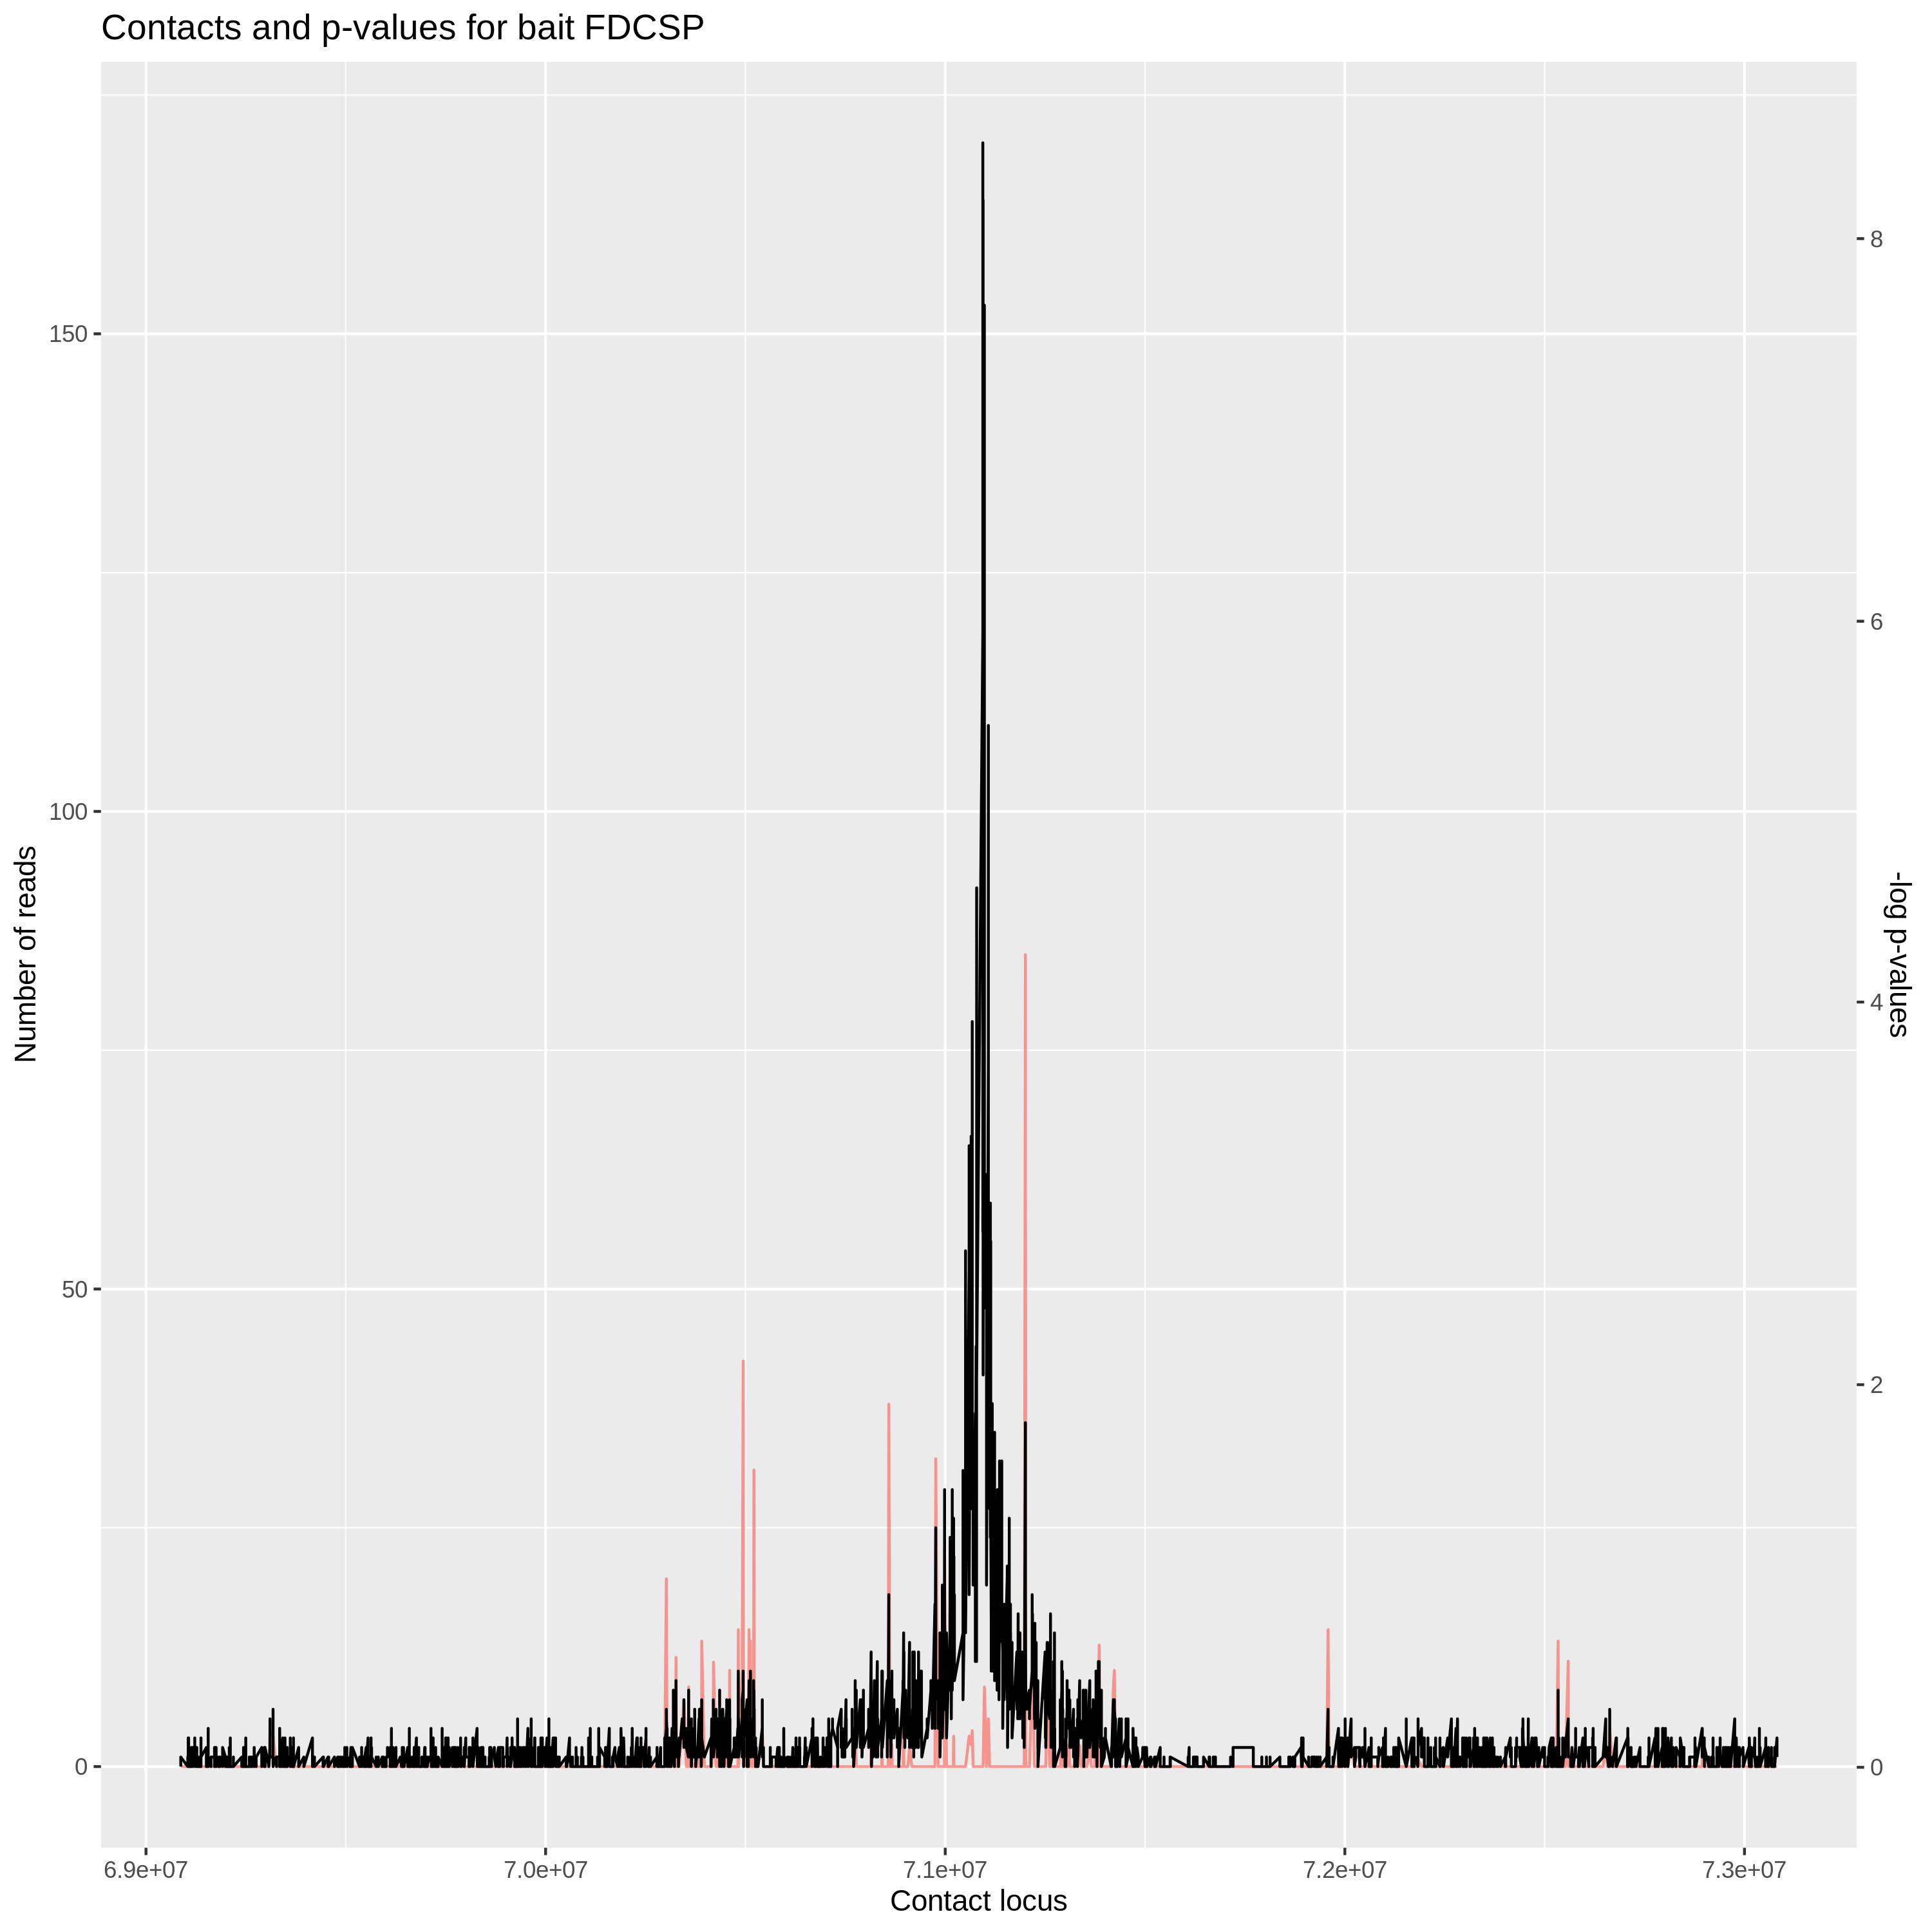 Contacts and p-values for bait FDCSP
150
100
50
0
Number of reads
8
6
4
2
0
-log p-values
6.9e+07 7.0e+07 7.1e+07 7.2e+07 7.3e+07
Contact locus